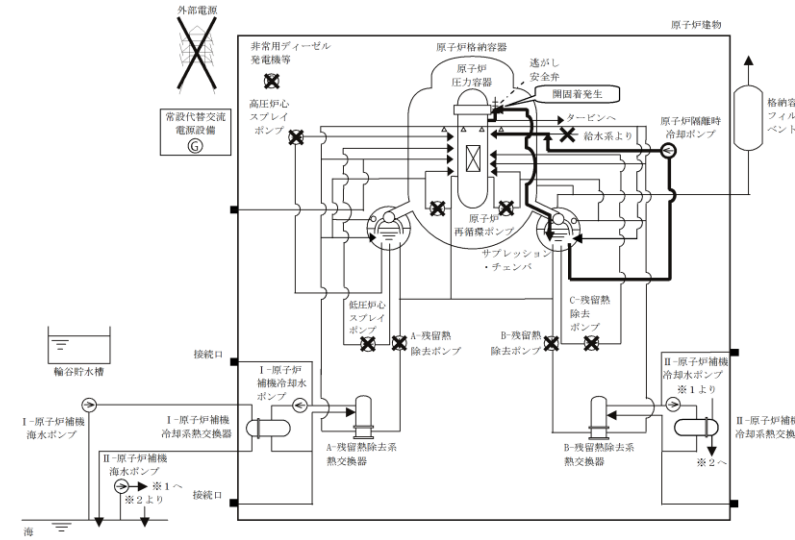 外部電源
原子炉建物
非常用ディーゼル
発電機等
原子炉格納容器
原子炉
圧力容器
逃がし
安全弁
開固着発生
高圧炉心
スプレイ
ポンプ
常設代替交流
電源設備
G
タービンへ
給水系より
原子炉隔離時
冷却ポンプ
格納容
フィル
ベント
原子炉
再循環ポンプ
サプレッション
・チェンバ
低圧炉心
スプレイ
ポンプ
A-残留熱
除去ポンプ
B-残留熱
除去ポンプ
C-残留熱
除去
ポンプ
輪谷貯水槽
接続口
Ⅰ-原子炉
補機冷却水
ポンプ
Ⅱ-原子炉補機
冷却水ポンプ
※1より
Ⅰ-原子炉補機
海水ポンプ
Ⅰ-原子炉補機
冷却系熱交換器
A-残留熱除去系
熱交換器
B-残留熱除去系
熱交換器
Ⅱ-原子炉補機
冷却系熱交換
※2へ
Ⅱ-原子炉補機
海水ポンプ
※1へ
※2より
接続口
海